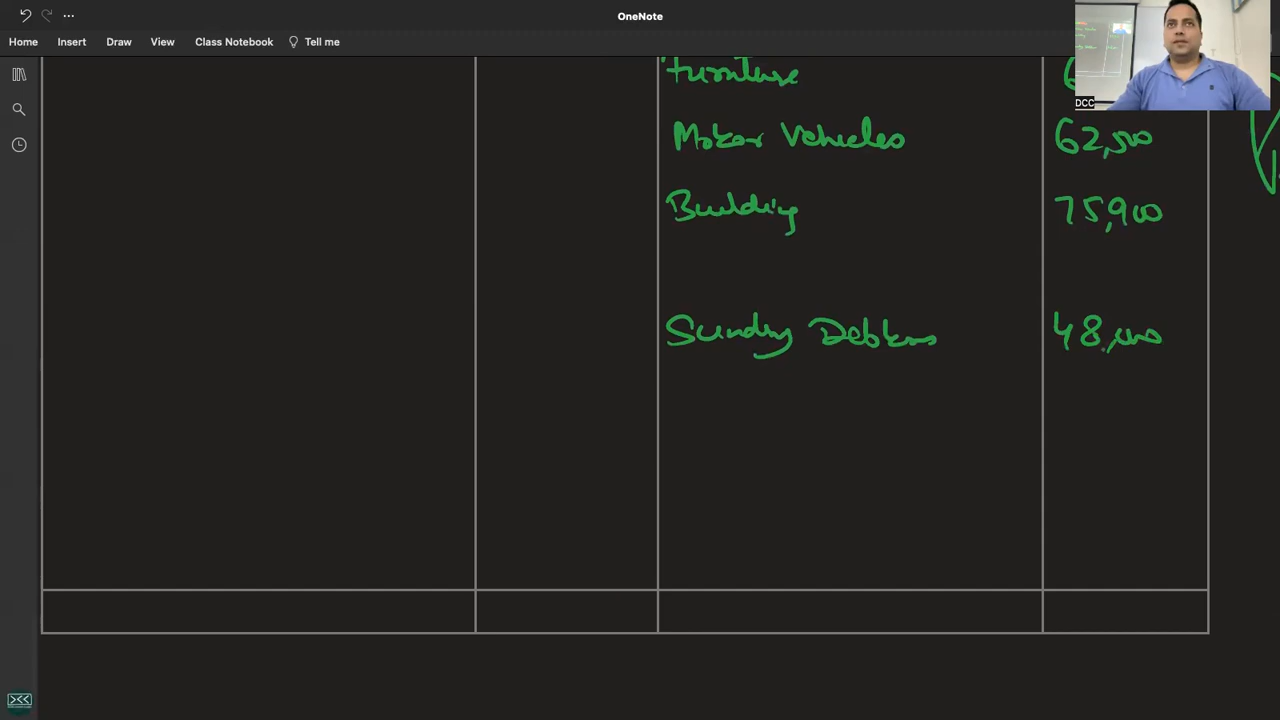 OneNote
Home Insert Draw View Class Notebook Tell me
DCC
Furniture 6
Motor Vehicles 62,500
Building 75,900
Sundry Debtors 48,000